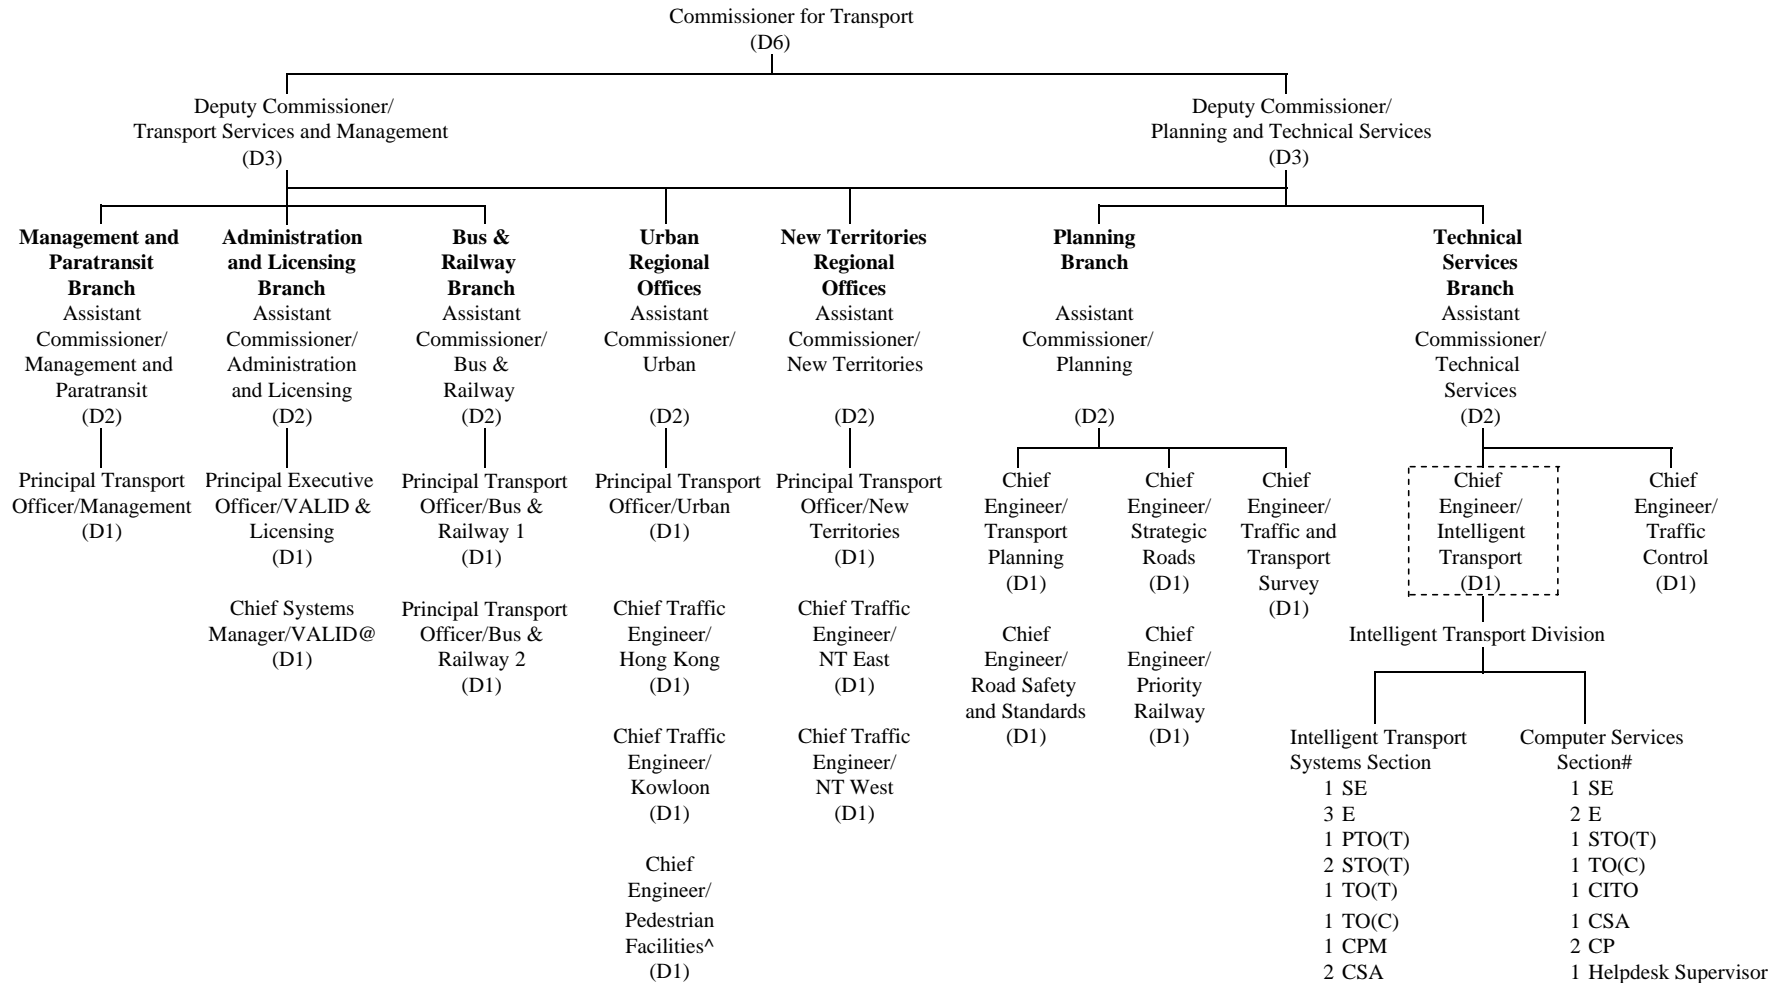 Commissioner for Transport
(D6)
Deputy Commissioner/
Transport Services and Management
(D3)
Deputy Commissioner/
Planning and Technical Services
(D3)
Management and
Paratransit
Branch
Assistant
Commissioner/
Management and
Paratransit
(D2)
Principal Transport
Officer/Management
(D1)
Administration
and Licensing
Branch
Assistant
Commissioner/
Administration
and Licensing
(D2)
Principal Executive
Officer/VALID &
Licensing
(D1)
Chief Systems
Manager/VALID@
(D1)
Bus &
Railway
Branch
Assistant
Commissioner/
Bus &
Railway
(D2)
Principal Transport
Officer/Bus &
Railway 1
(D1)
Principal Transport
Officer/Bus &
Railway 2
(D1)
Urban
Regional
Offices
Assistant
Commissioner/
Urban
(D2)
Principal Transport
Officer/Urban
(D1)
Chief Traffic
Engineer/
Hong Kong
(D1)
Chief Traffic
Engineer/
Kowloon
(D1)
Chief
Engineer/
Pedestrian
Facilities^
(D1)
New Territories
Regional
Offices
Assistant
Commissioner/
New Territories
(D2)
Principal Transport
Officer/New
Territories
(D1)
Chief Traffic
Engineer/
NT East
(D1)
Chief Traffic
Engineer/
NT West
(D1)
Planning
Branch
Assistant
Commissioner/
Planning
(D2)
Chief
Engineer/
Transport
Planning
(D1)
Chief
Engineer/
Road Safety
and Standards
(D1)
Chief
Engineer/
Strategic
Roads
(D1)
Chief
Engineer/
Priority
Railway
(D1)
Chief
Engineer/
Traffic and
Transport
Survey
(D1)
Technical
Services
Branch
Assistant
Commissioner/
Technical
Services
(D2)
Chief
Engineer/
Intelligent
Transport
(D1)
Chief
Engineer/
Traffic
Control
(D1)
Intelligent Transport Division
Intelligent Transport
Systems Section
1 SE
3 E
1 PTO(T)
2 STO(T)
1 TO(T)
1 TO(C)
1 CPM
2 CSA
Computer Services
Section#
1 SE
2 E
1 STO(T)
1 TO(C)
1 CITO
1 CSA
2 CP
1 Helpdesk Supervisor